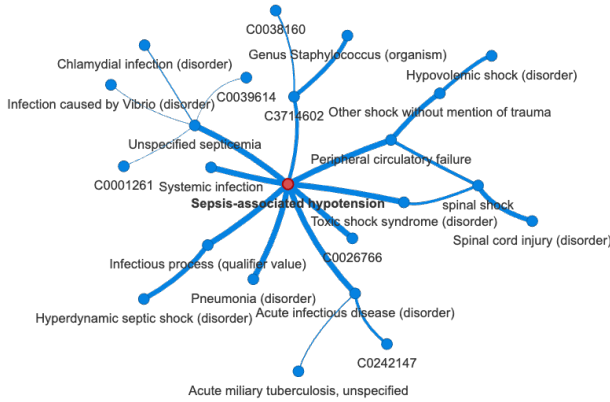 C0038160
Genus Staphylococcus (organism)
Chlamydial infection (disorder)
Hypovolemic shock (disorder)
C0039614
Infection caused by Vibrio (disorder)
C3714602
Other shock without mention of trauma
Unspecified septicemia
Peripheral circulatory failure
C0001261
Systemic infection
Sepsis-associated hypotension
spinal shock
Toxic shock syndrome (disorder)
Spinal cord injury (disorder)
C0026766
Infectious process (qualifier value)
Pneumonia (disorder)
Acute infectious disease (disorder)
Hyperdynamic septic shock (disorder)
C0242147
Acute miliary tuberculosis, unspecified